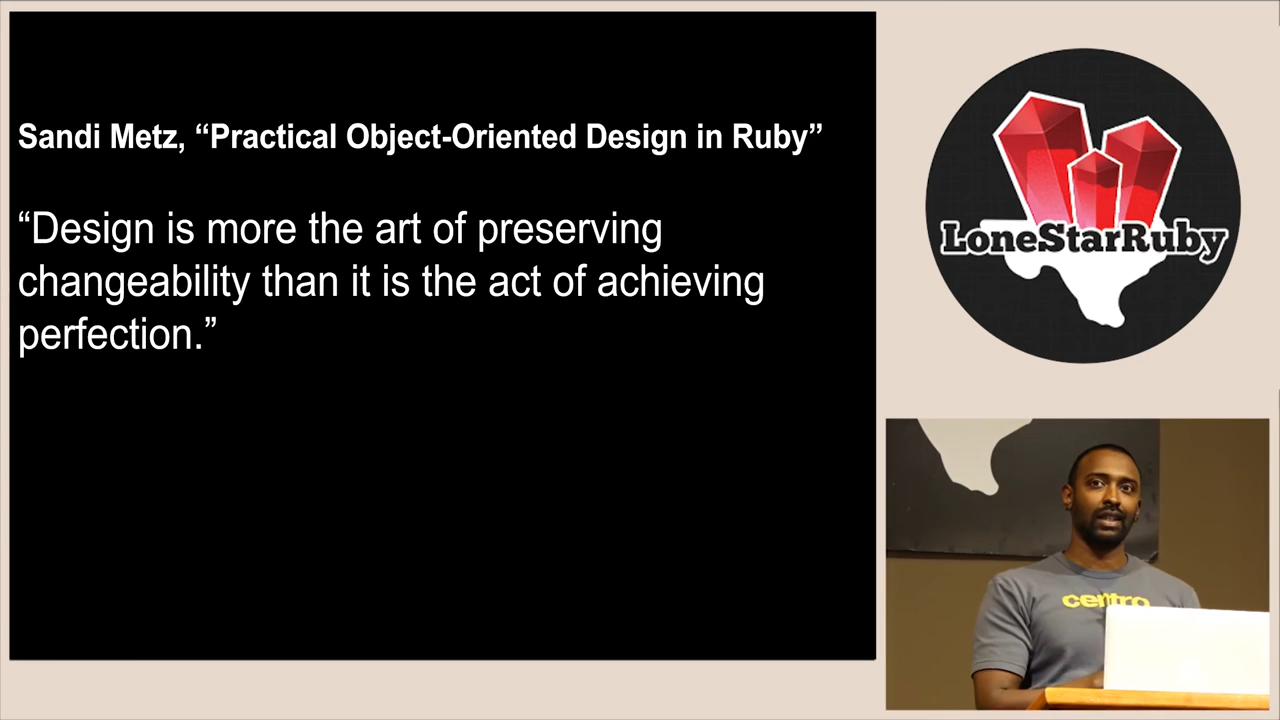 Sandi Metz, “Practical Object-Oriented Design in Ruby”
“Design is more the art of preserving
changeability than it is the act of achieving
perfection.”
LoneStarRuby
centro